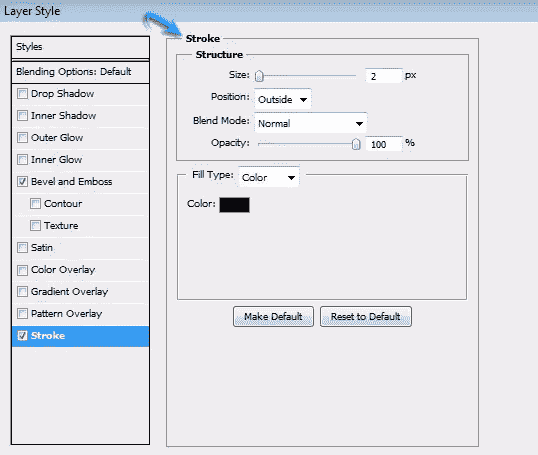 Layer Style
Styles
Blending Options: Default
Drop Shadow
Inner Shadow
Outer Glow
Inner Glow
Bevel and Emboss
Contour
Texture
Satin
Color Overlay
Gradient Overlay
Pattern Overlay
Stroke
Stroke
Structure
Size: 2 px
Position: Outside
Blend Mode: Normal
Opacity: 100 %
Fill Type: Color
Color:
Make Default Reset to Default